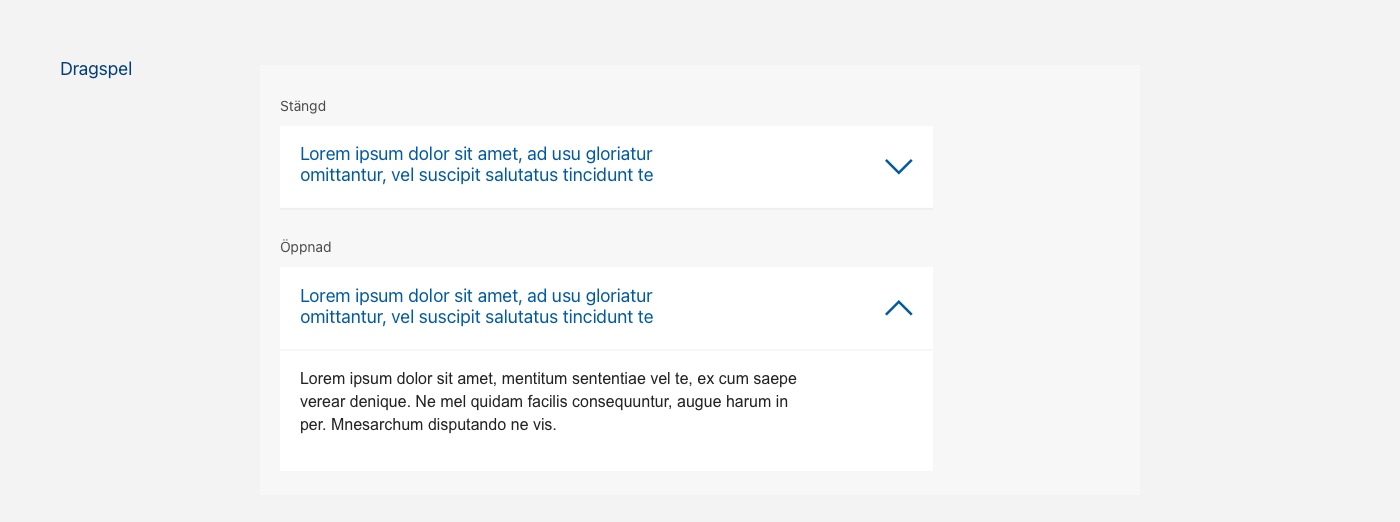 Dragspel
Stängd
Lorem ipsum dolor sit amet, ad usu gloriatur
omittantur, vel suscipit salutatus tincidunt te
Öppnad
Lorem ipsum dolor sit amet, ad usu gloriatur
omittantur, vel suscipit salutatus tincidunt te
Lorem ipsum dolor sit amet, mentitum sententiae vel te, ex cum saepe
verear denique. Ne mel quidam facilis consequuntur, augue harum in
per. Mnesarchum disputando ne vis.